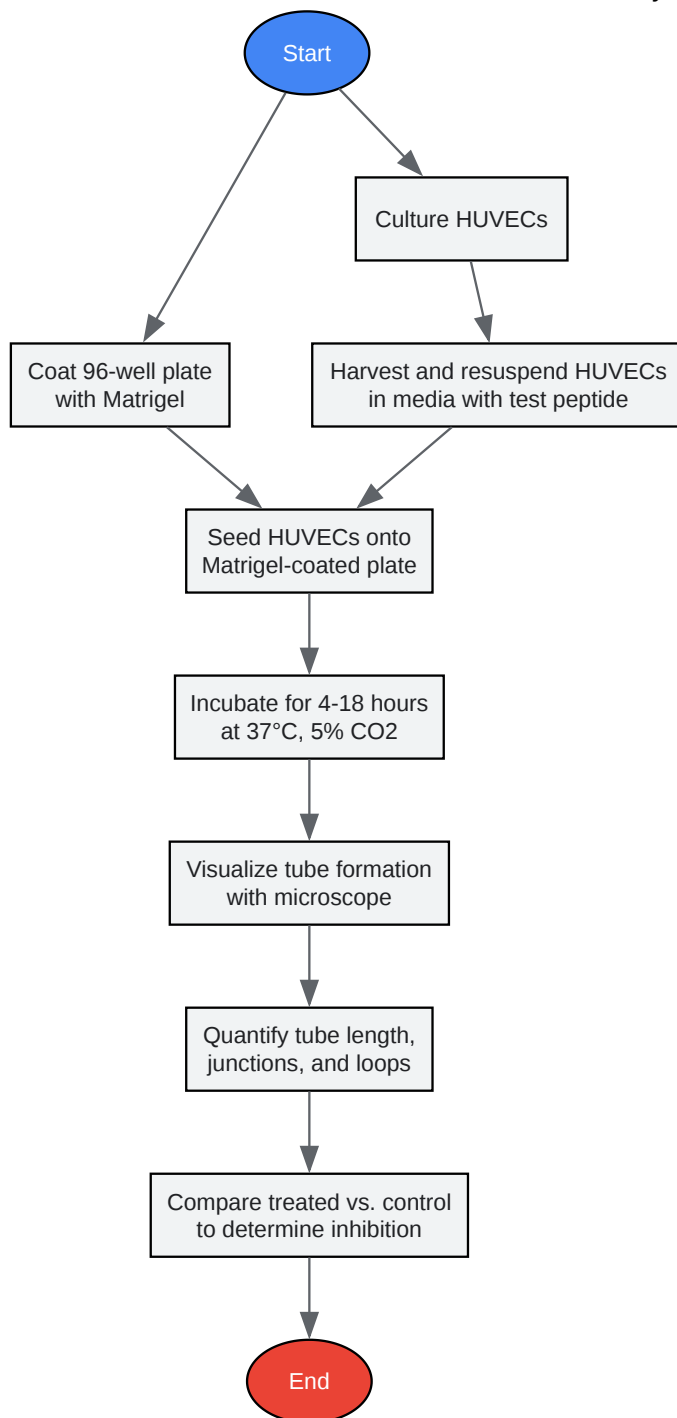 Start
Culture HUVECs
Coat 96-well plate
with Matrigel
Harvest and resuspend HUVECs
in media with test peptide
Seed HUVECs onto
Matrigel-coated plate
Incubate for 4-18 hours
at 37°C, 5% CO2
Visualize tube formation
with microscope
Quantify tube length,
junctions, and loops
Compare treated vs. control
to determine inhibition
End